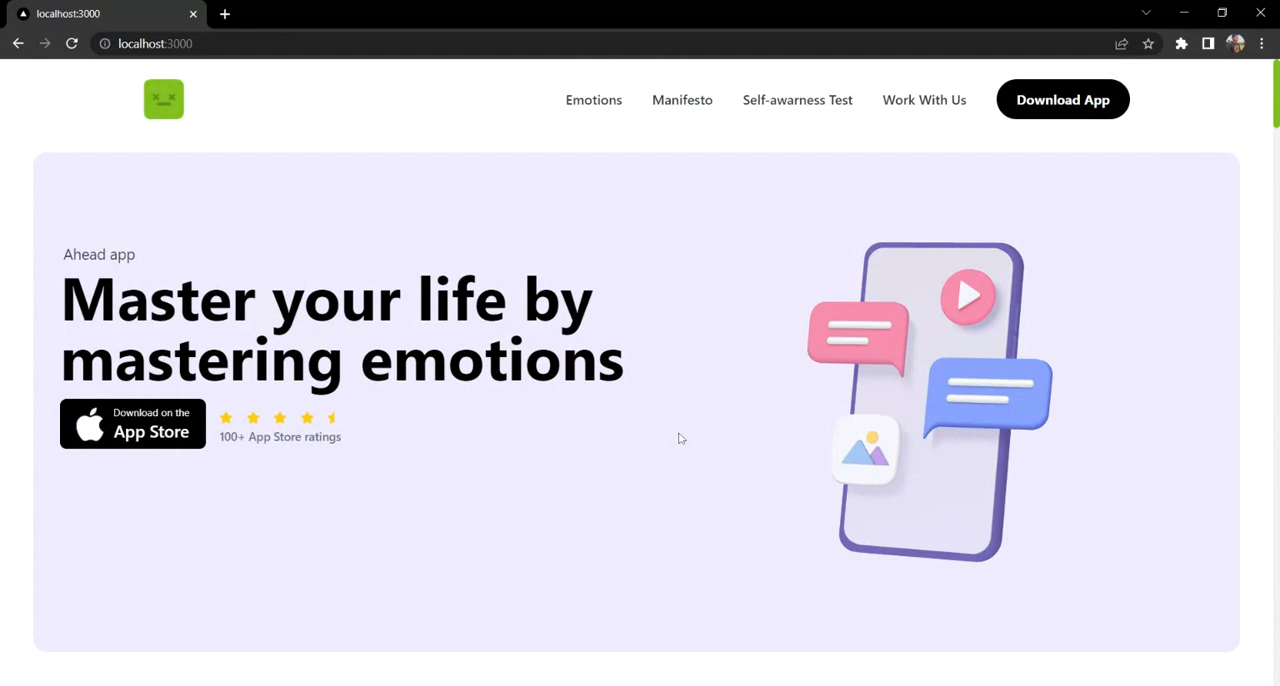 localhost:3000
localhost:3000
Emotions
Manifesto
Self-awarness Test
Work With Us
Download App
Ahead app
Master your life by
mastering emotions
Download on the
App Store
100+ App Store ratings